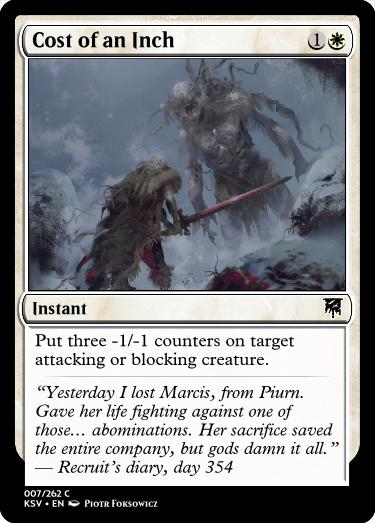 Cost of an Inch
1
Instant
Put three -1/-1 counters on target
attacking or blocking creature.
“Yesterday I lost Marcis, from Piurn.
Gave her life fighting against one of
those… abominations. Her sacrifice saved
the entire company, but gods damn it all.”
— Recruit’s diary, day 354
007/262 C
KSV • EN Piotr Foksowicz